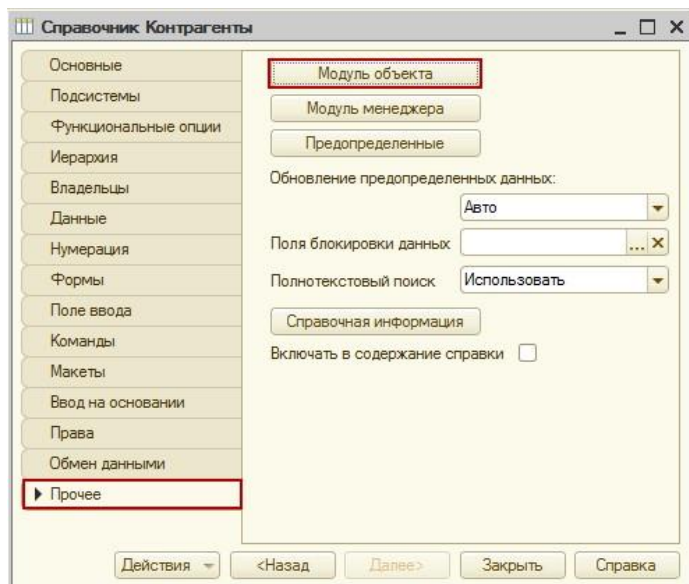 Справочник Контрагенты
Основные
Подсистемы
Функциональные опции
Иерархия
Владельцы
Данные
Нумерация
Формы
Поле ввода
Команды
Макеты
Ввод на основании
Права
Обмен данными
Прочее
Модуль объекта
Модуль менеджера
Предопределенные
Обновление предопределенных данных:
Авто
Поля блокировки данных ...
Полнотекстовый поиск Использовать
Справочная информация
Включать в содержание справки
Действия <Назад Далее> Закрыть Справка